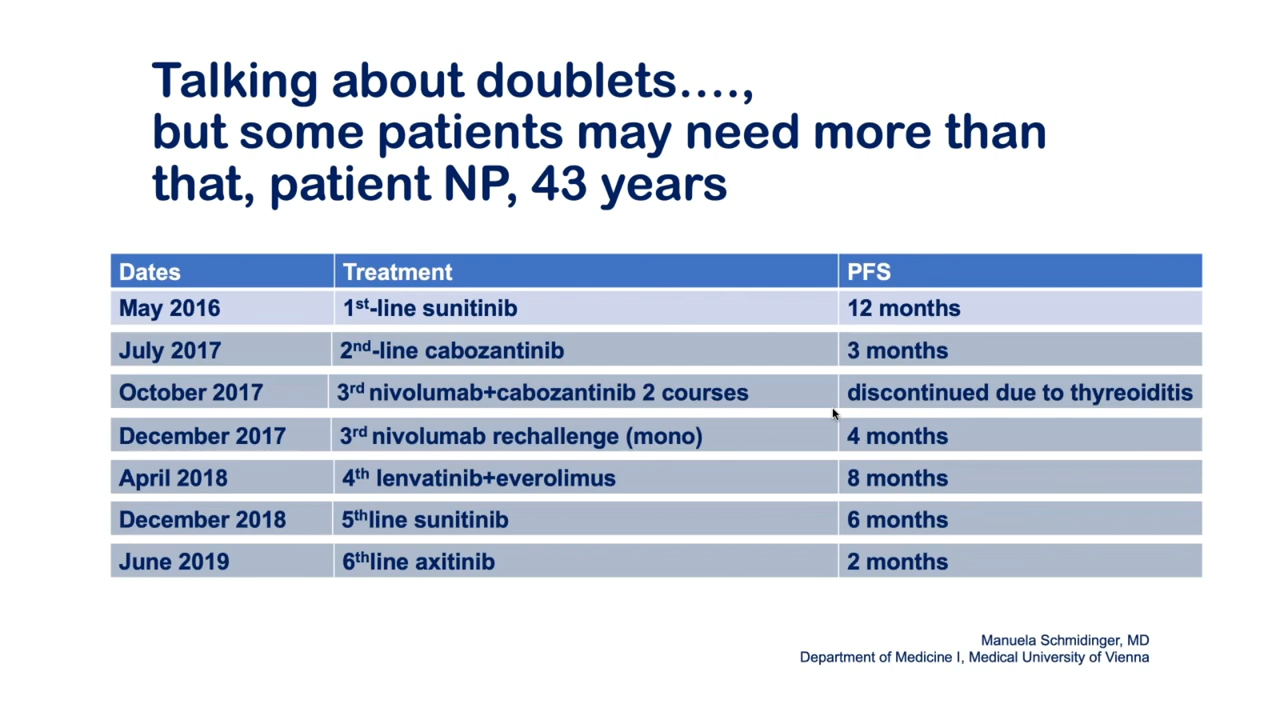 Talking about doublets....,
but some patients may need more than
that, patient NP, 43 years
Dates Treatment PFS
May 2016 1st-line sunitinib 12 months
July 2017 2nd-line cabozantinib 3 months
October 2017 3rd nivolumab+cabozantinib 2 courses discontinued due to thyreoiditis
December 2017 3rd nivolumab rechallenge (mono) 4 months
April 2018 4th lenvatinib+everolimus 8 months
December 2018 5thline sunitinib 6 months
June 2019 6thline axitinib 2 months
Manuela Schmidinger, MD
Department of Medicine I, Medical University of Vienna